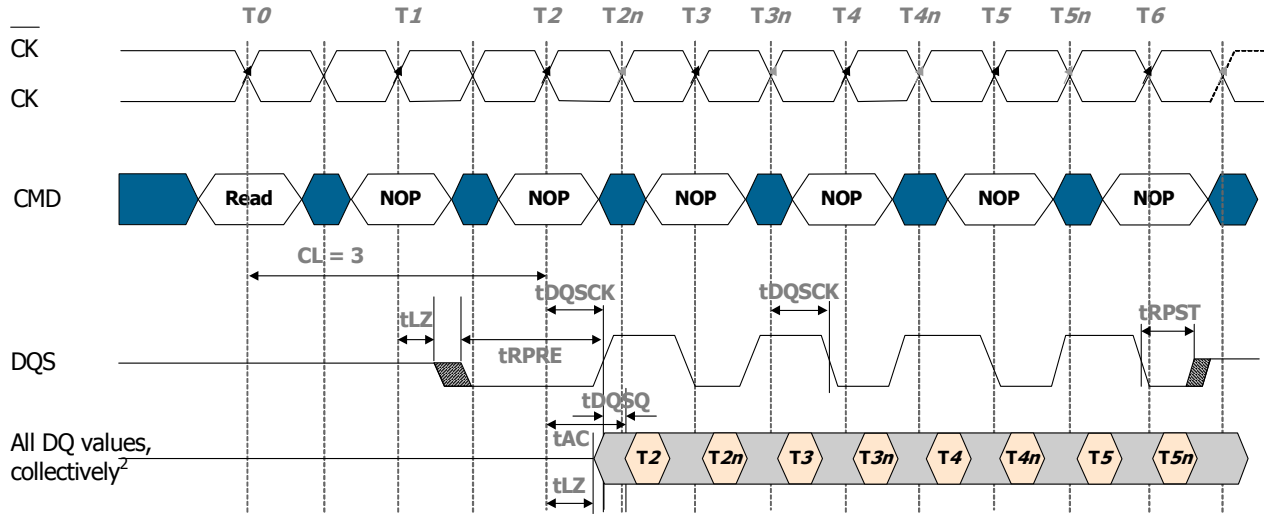 T0 T1 T2 T2n T3 T3n T4 T4n T5 T5n T6
CK
CK
CMD Read NOP NOP NOP NOP NOP NOP
CL = 3
tDQSCK tDQSCK
tLZ tRPST
tRPRE
DQS
tDQSQ
tAC
All DQ values,
collectively2
T2 T2n T3 T3n T4 T4n T5 T5n
tLZ